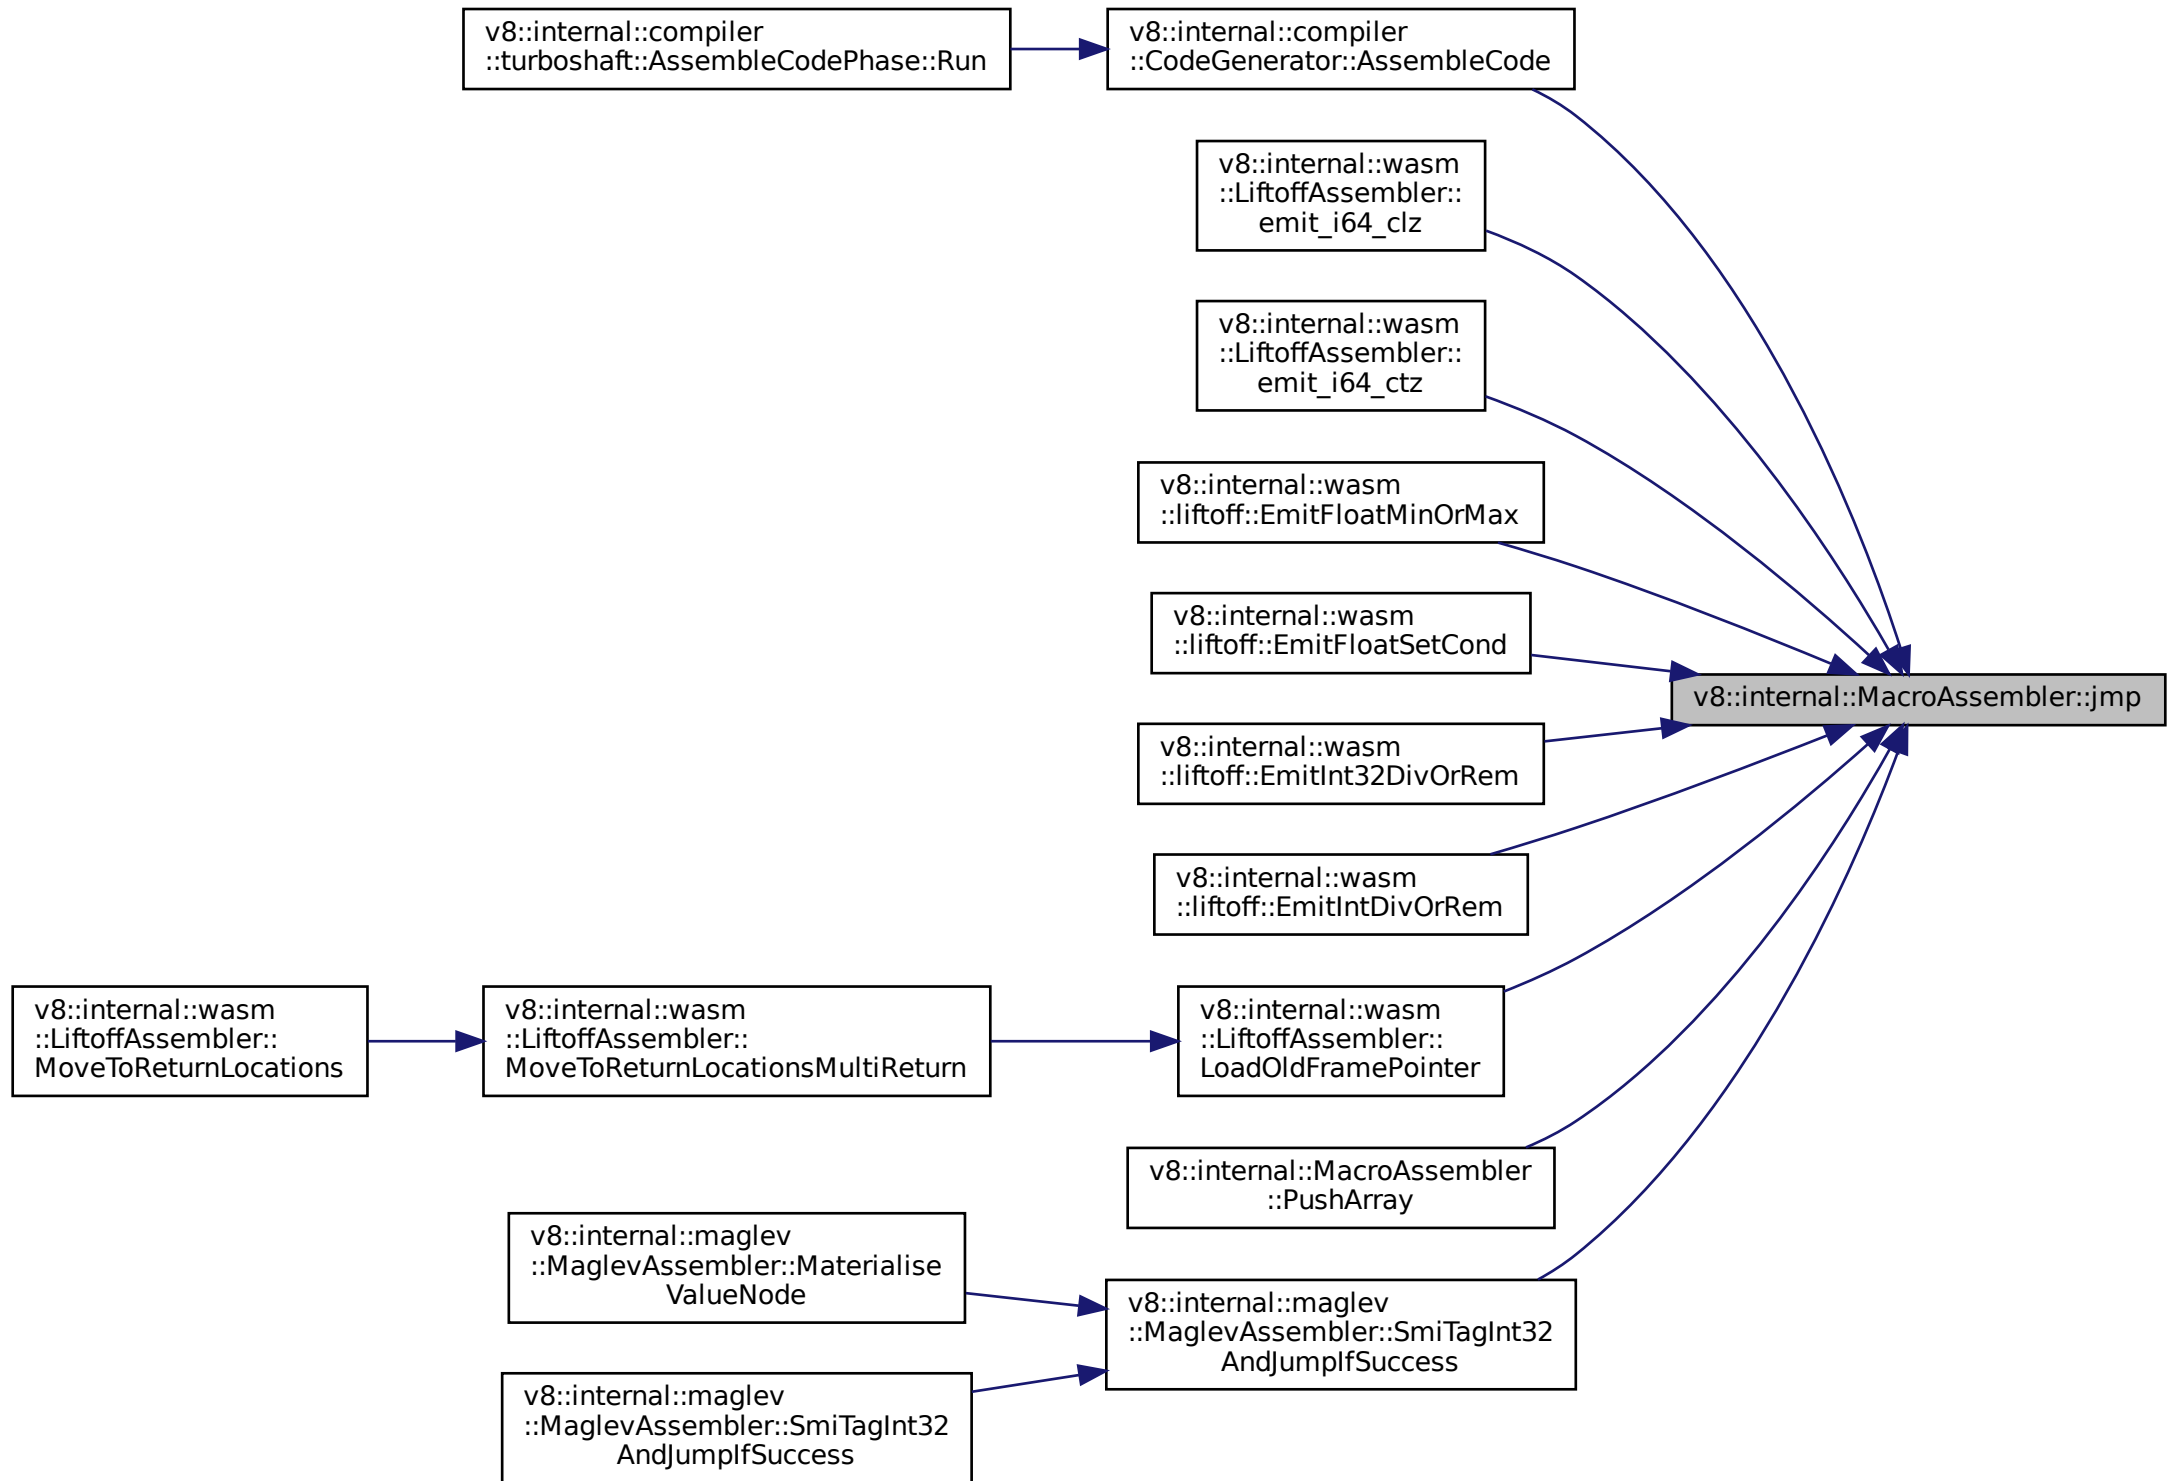 v8::internal::compiler
::turboshaft::AssembleCodePhase::Run
v8::internal::compiler
::CodeGenerator::AssembleCode
v8::internal::wasm
::LiftoffAssembler::
emit_i64_clz
v8::internal::wasm
::LiftoffAssembler::
emit_i64_ctz
v8::internal::wasm
::liftoff::EmitFloatMinOrMax
v8::internal::wasm
::liftoff::EmitFloatSetCond
v8::internal::MacroAssembler::jmp
v8::internal::wasm
::liftoff::EmitInt32DivOrRem
v8::internal::wasm
::liftoff::EmitIntDivOrRem
v8::internal::wasm
::LiftoffAssembler::
MoveToReturnLocations
v8::internal::wasm
::LiftoffAssembler::
MoveToReturnLocationsMultiReturn
v8::internal::wasm
::LiftoffAssembler::
LoadOldFramePointer
v8::internal::MacroAssembler
::PushArray
v8::internal::maglev
::MaglevAssembler::Materialise
ValueNode
v8::internal::maglev
::MaglevAssembler::SmiTagInt32
AndJumpIfSuccess
v8::internal::maglev
::MaglevAssembler::SmiTagInt32
AndJumpIfSuccess